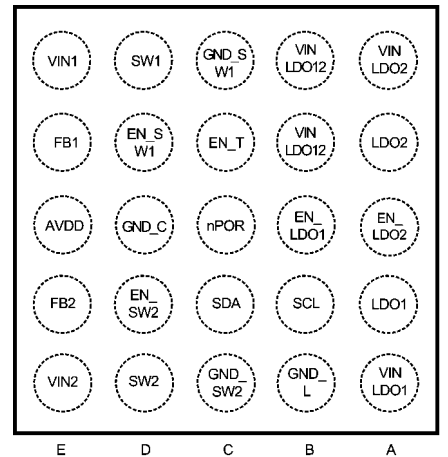 VIN1
SW1
GND_S
W1
VIN
LDO12
VIN
LDO2
FB1
EN_S
W1
EN_T
VIN
LDO12
LDO2
AVDD
GND_C
nPOR
EN_
LDO1
EN_
LDO2
FB2
EN_
SW2
SDA
SCL
LDO1
VIN2
SW2
GND_
SW2
GND_
L
VIN
LDO1
E D C B A